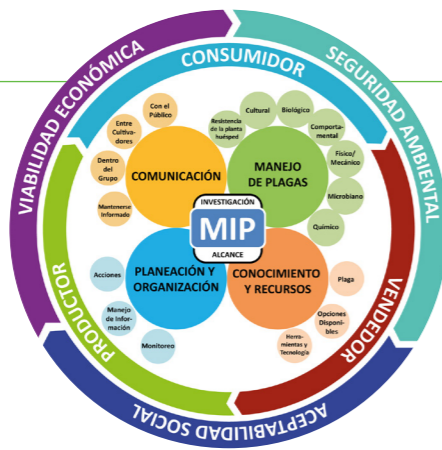 VIABILIDAD ECONÓMICA
SEGURIDAD AMBIENTAL
ACEPTABILIDAD SOCIAL
CONSUMIDOR
VENDEDOR
PRODUCTOR
COMUNICACIÓN
Con el
Público
Entre
Cultiva-
dores
Dentro
del
Grupo
Mantenerse
Informado
MANEJO
DE PLAGAS
Resistencia
de la planta
huésped
Cultural
Biológico
Comporta-
mental
Físico/
Mecánico
Microbiano
Químico
INVESTIGACIÓN
MIP
ALCANCE
PLANEACIÓN Y
ORGANIZACIÓN
Acciones
Manejo
de Infor-
mación
Monitoreo
CONOCIMIENTO
Y RECURSOS
Plaga
Opciones
Disponi-
bles
Herra-
mientas y
Tecnología